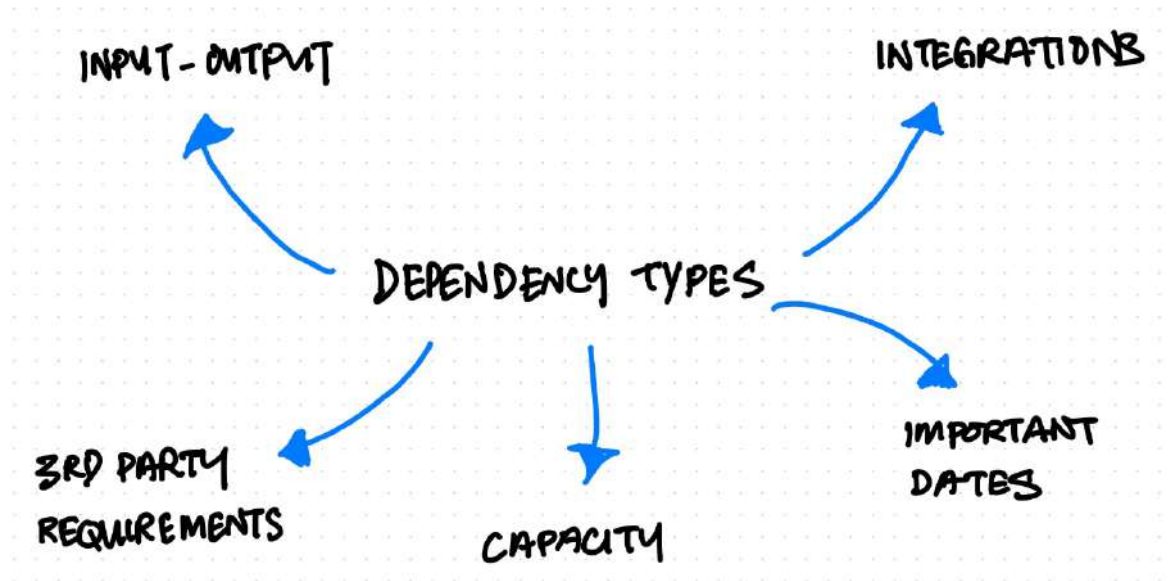 INPUT-OUTPUT
INTEGRATIONS
DEPENDENCY TYPES
3RD PARTY
REQUIREMENTS
CAPACITY
IMPORTANT
DATES